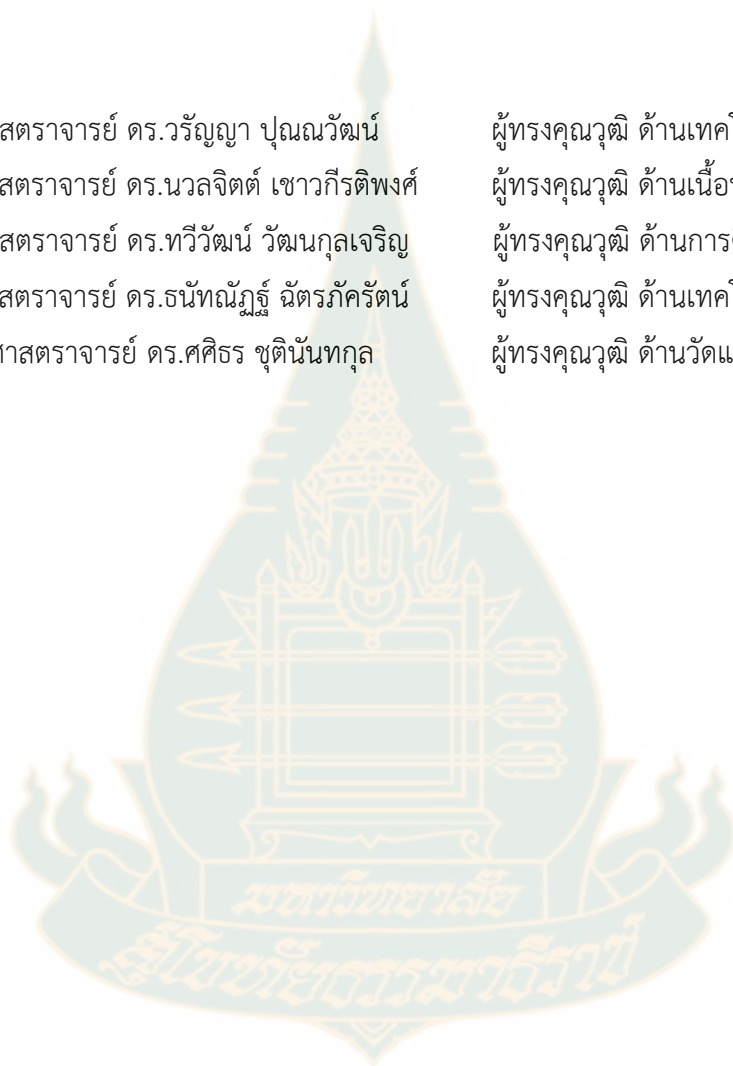 สตราจารย์ ดร.วรัญญา ปุณณวัฒน์ ผู้ทรงคุณวุฒิ ด้านเทคโ
สตราจารย์ ดร.นวลจิตต์ เชาวกีรติพงศ์ ผู้ทรงคุณวุฒิ ด้านเนื้อ
สตราจารย์ ดร.ทวีวัฒน์ วัฒนกุลเจริญ ผู้ทรงคุณวุฒิ ด้านการ
สตราจารย์ ดร.ธนัทณัฏฐ์ ฉัตรภัครัตน์ ผู้ทรงคุณวุฒิ ด้านเทคโ
าสตราจารย์ ดร.ศศิธร ชุตินันทกุล ผู้ทรงคุณวุฒิ ด้านวัดแ
มหาวิทยาลัย
สุโขทัยธรรมาธิราช